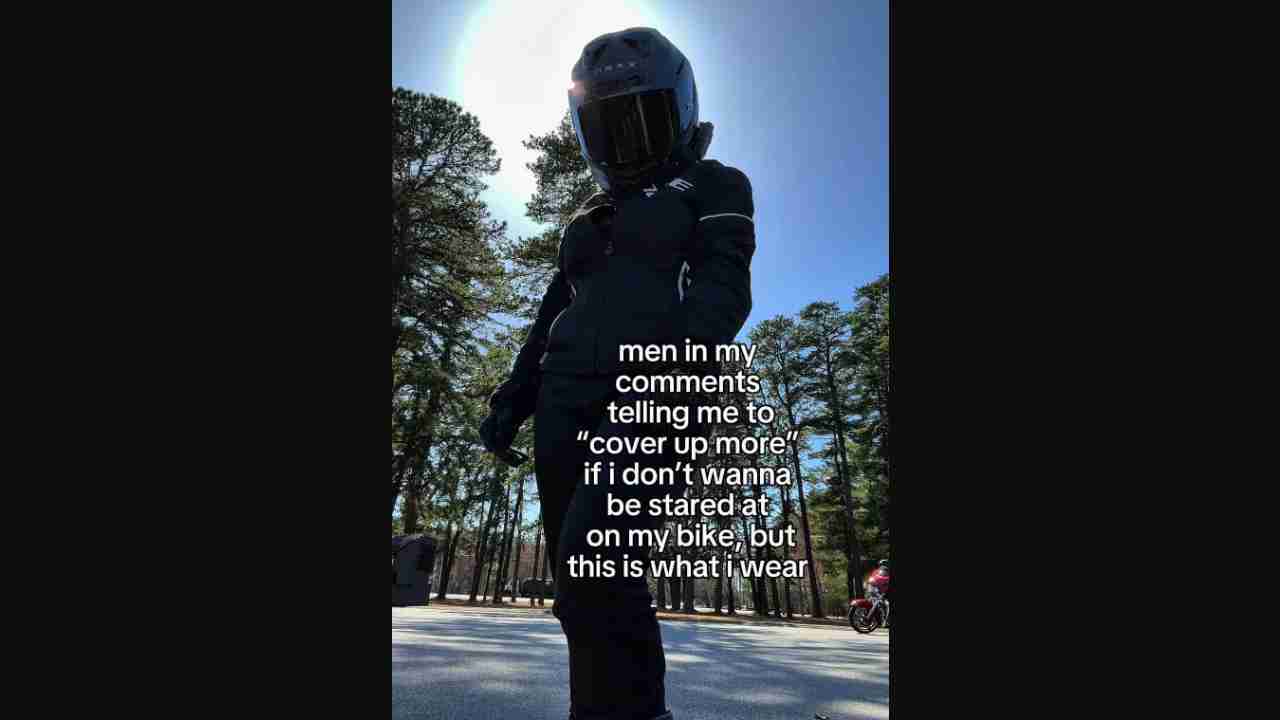 men in my
comments
telling me to
“cover up more”
if i don’t wanna
be stared at
on my bike, but
this is what i wear